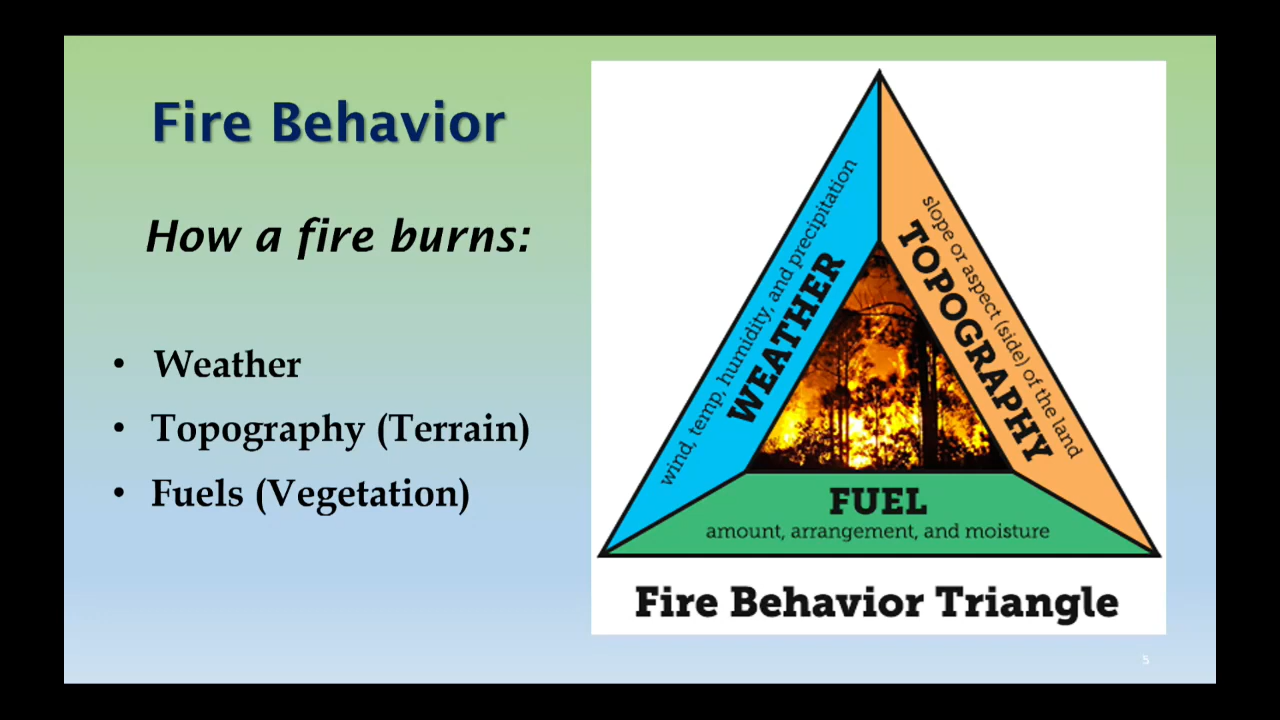 Fire Behavior
How a fire burns:
• Weather
• Topography (Terrain)
• Fuels (Vegetation)
wind, temp, humidity, and precipitation
WEATHER
slope or aspect (side) of the land
TOPOGRAPHY
FUEL
amount, arrangement, and moisture
Fire Behavior Triangle
5